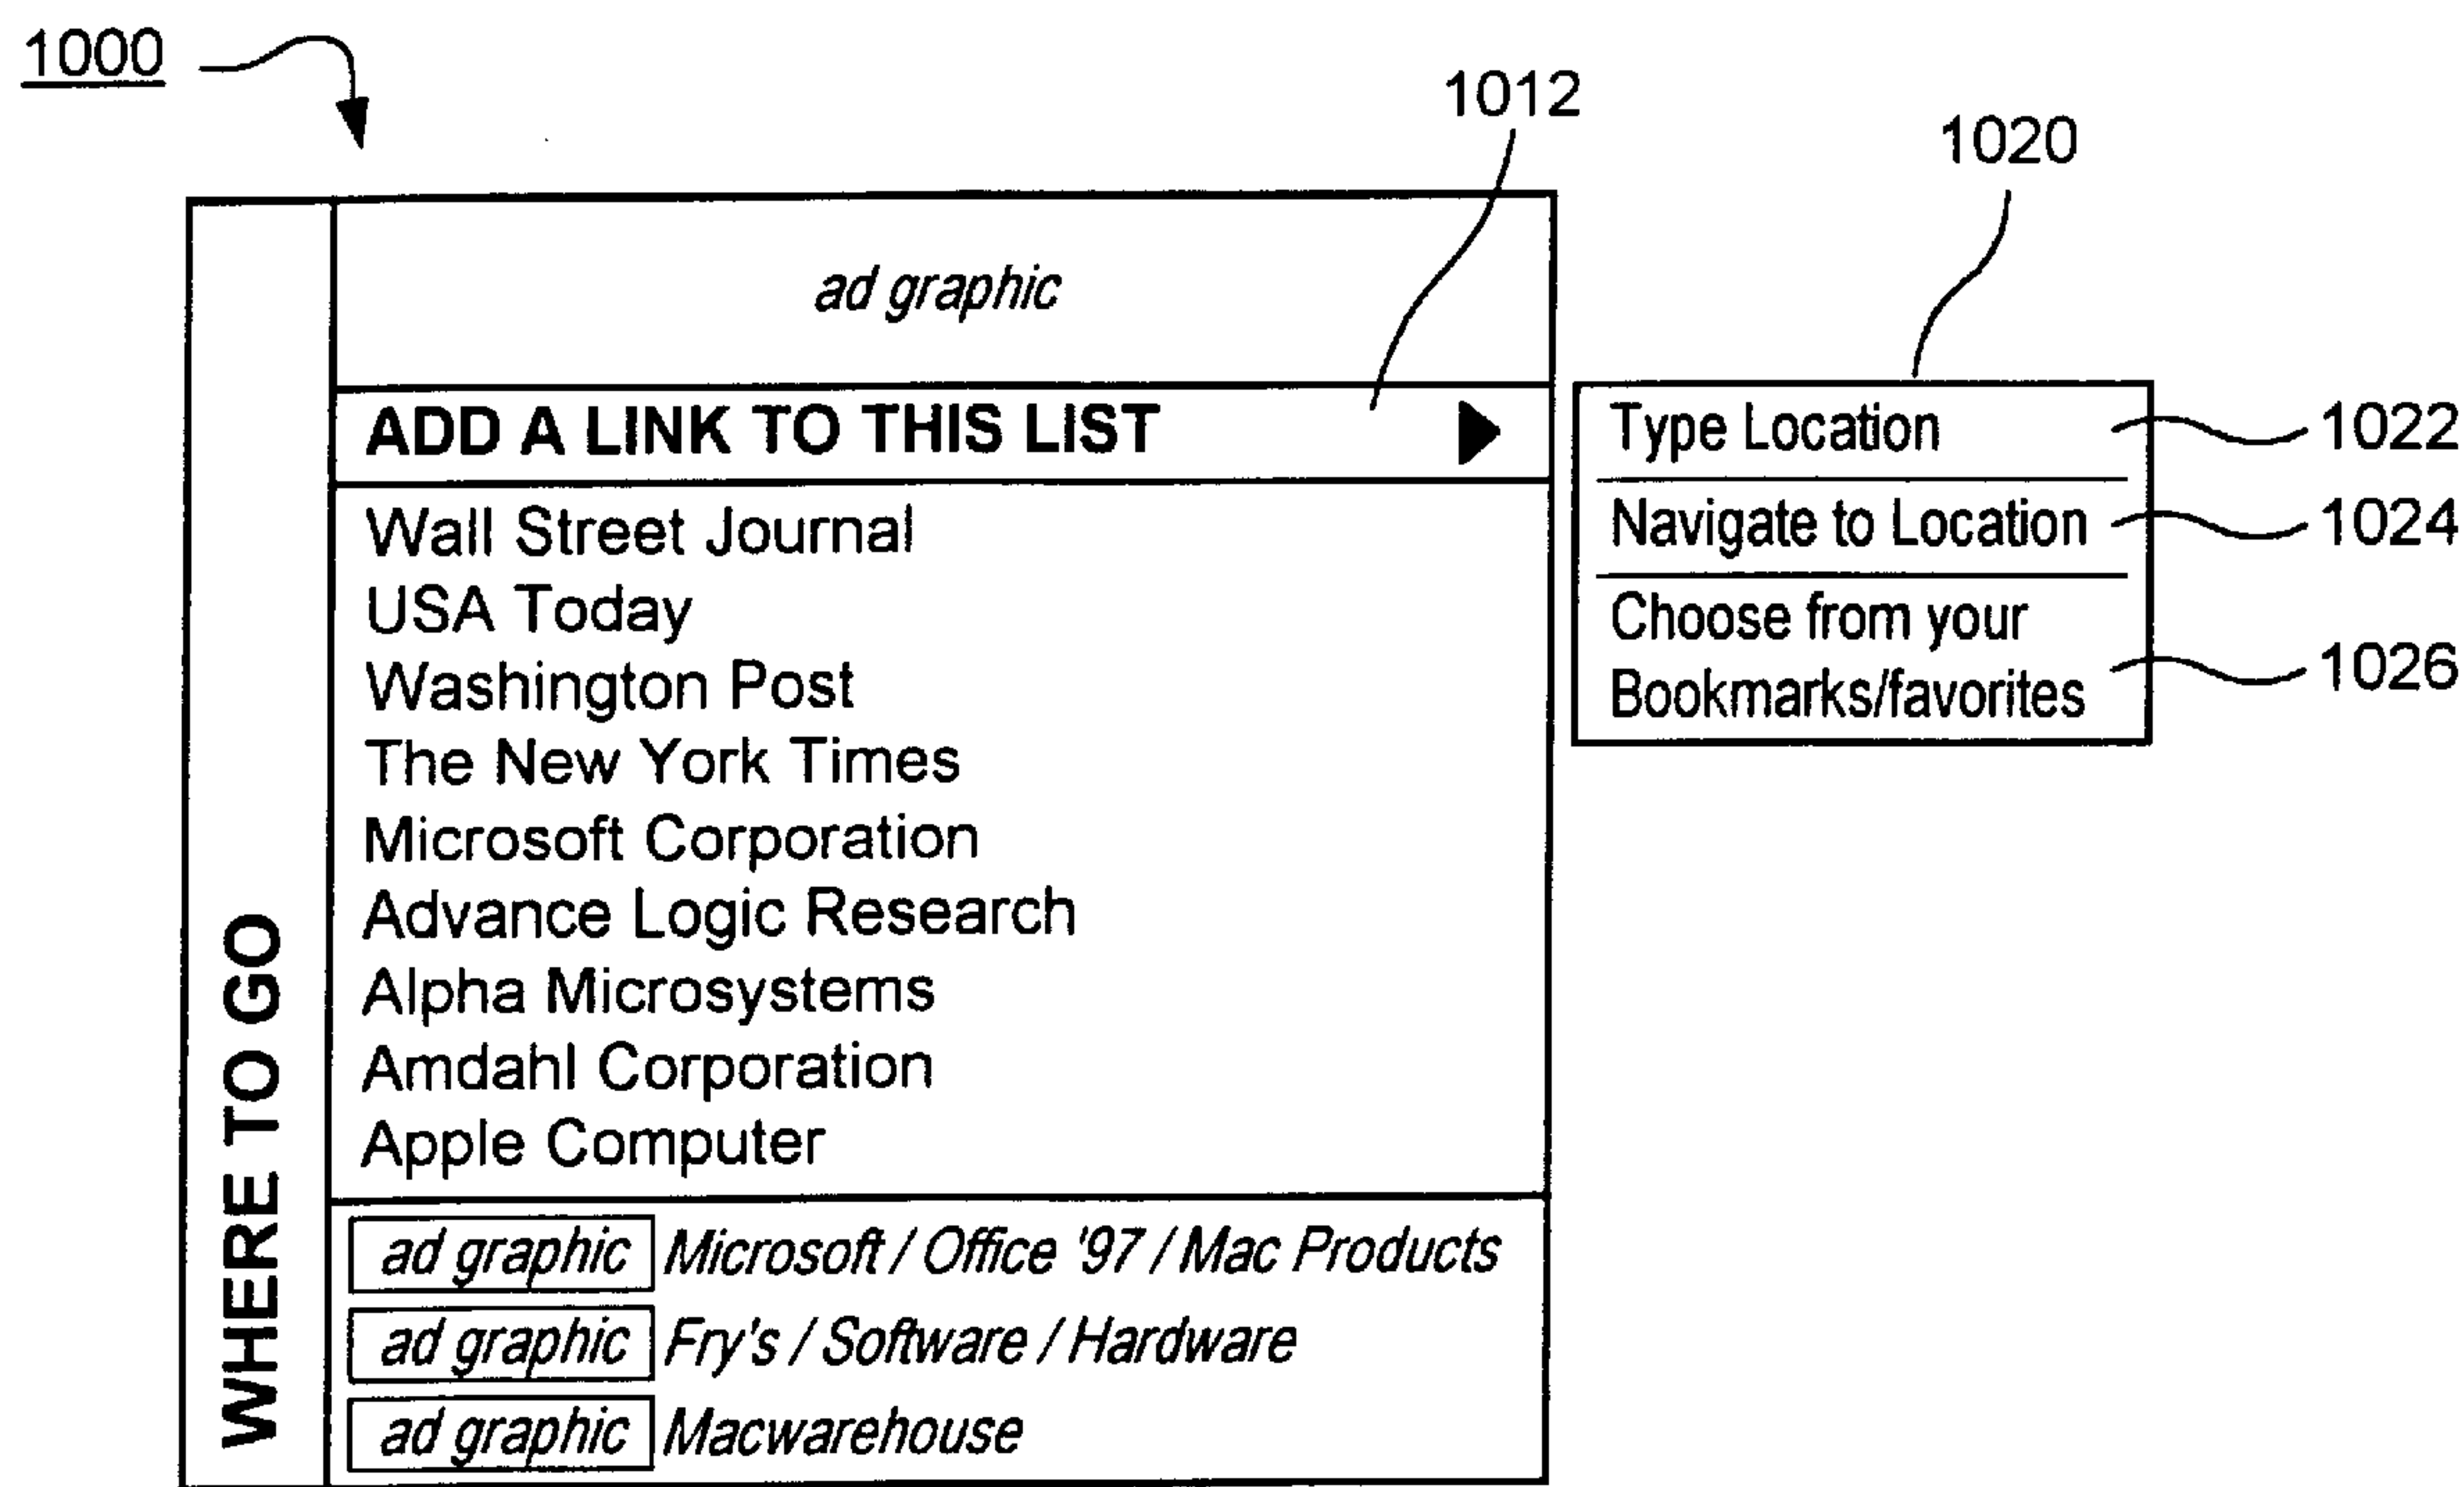 1000
1012
1020
ad graphic
ADD A LINK TO THIS LIST
Type Location
1022
Navigate to Location
1024
Choose from your
Bookmarks/favorites
1026
Wall Street Journal
USA Today
Washington Post
The New York Times
Microsoft Corporation
Advance Logic Research
Alpha Microsystems
Amdahl Corporation
Apple Computer
WHERE TO GO
ad graphic Microsoft / Office '97 / Mac Products
ad graphic Fry's / Software / Hardware
ad graphic Macwarehouse